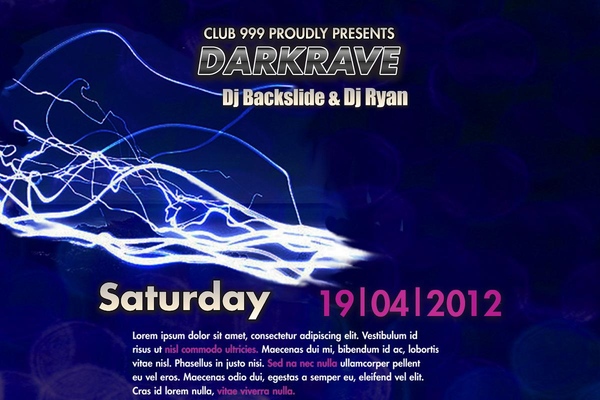 CLUB 999 PROUDLY PRESENTS
DARKRAVE
Dj Backslide & Dj Ryan
Saturday 19|04|2012
Lorem ipsum dolor sit amet, consectetur adipiscing elit. Vestibulum id
risus ut nisl commodo ultricies. Maecenas dui mi, bibendum id ac, lobortis
vitae nisl. Phasellus in justo nisi. Sed na nec nulla ullamcorper pellent
eu vel eros. Maecenas odio dui, egestas a semper eu, eleifend vel elit.
Cras id lorem nulla, vitae viverra nulla.